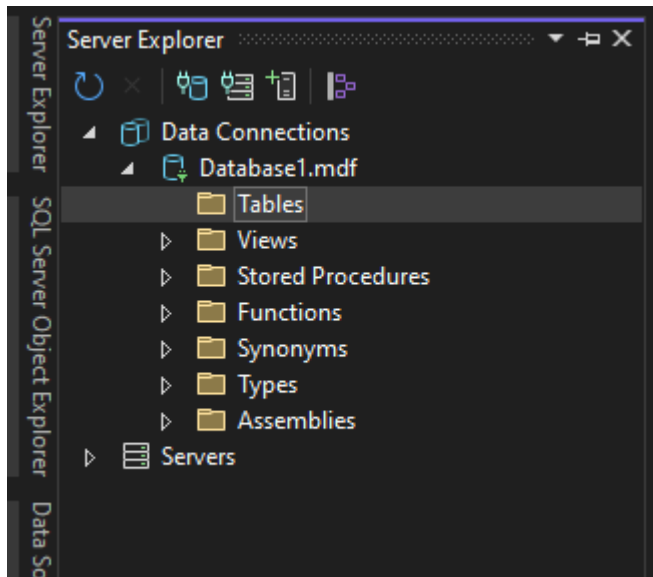 Server Explorer
SQL Server Object Explorer
Data
Server Explorer
Data Connections
Database1.mdf
Tables
Views
Stored Procedures
Functions
Synonyms
Types
Assemblies
Servers